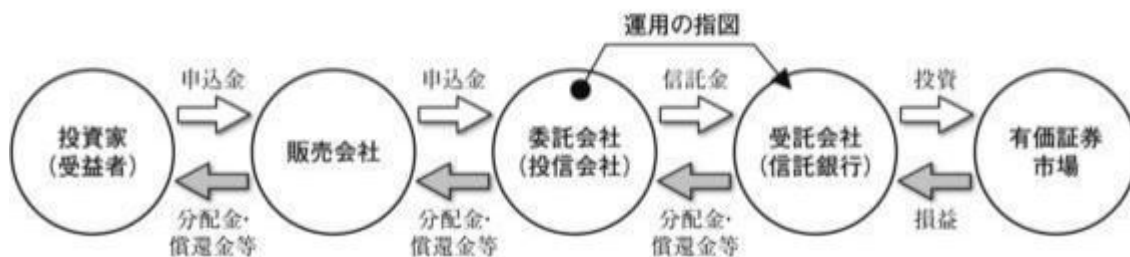 運用の指図
申込金
申込金
信託金
投資
投資家
(受益者)
販売会社
委託会社
(投信会社)
受託会社
(信託銀行)
有価証券
市場
分配金・
償還金等
分配金・
償還金等
分配金・
償還金等
損益